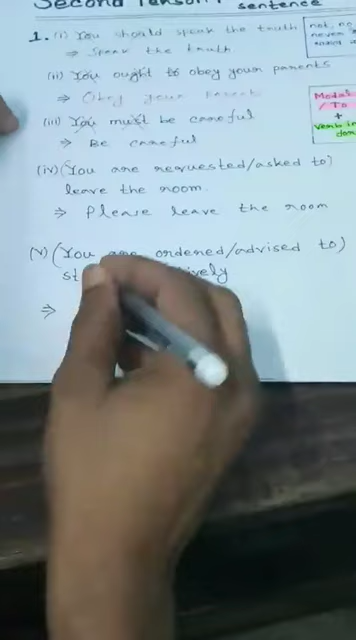 Second Person :
sentence
1. (i) You should speak the truth
⇒ Speak the truth
(ii) You ought to obey your parents
⇒ Obey your parents
(iii) You must be careful
⇒ Be careful
(iv) (You are requested/asked to)
leave the room.
⇒ Please leave the room
(v) (You are ordered/advised to)
⇒
not, no
never
Modal
/ To
+
Verb